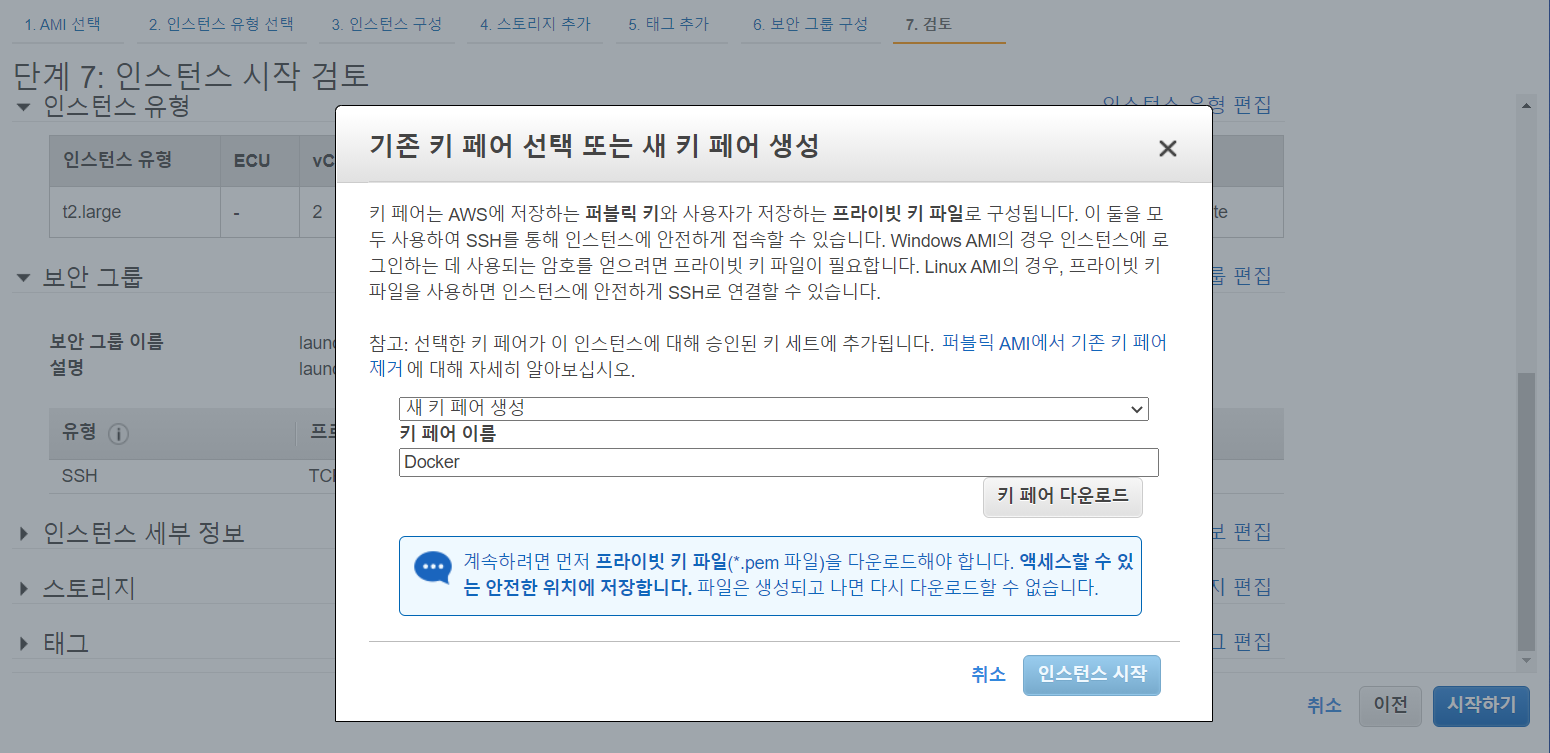 1. AMI 선택
2. 인스턴스 유형 선택
3. 인스턴스 구성
4. 스토리지 추가
5. 태그 추가
6. 보안 그룹 구성
7. 검토
단계 7: 인스턴스 시작 검토
인스턴스 유형
인스턴스 유형 편집
인스턴스 유형
ECU
t2.large
-
2
보안 그룹
편집
보안 그룹 이름
설명
유형
SSH
인스턴스 세부 정보
편집
스토리지
편집
태그
편집
취소
이전
시작하기
기존 키 페어 선택 또는 새 키 페어 생성
키 페어는 AWS에 저장하는 퍼블릭 키와 사용자가 저장하는 프라이빗 키 파일로 구성됩니다. 이 둘을 모
두 사용하여 SSH를 통해 인스턴스에 안전하게 접속할 수 있습니다. Windows AMI의 경우 인스턴스에 로
그인하는 데 사용되는 암호를 얻으려면 프라이빗 키 파일이 필요합니다. Linux AMI의 경우, 프라이빗 키
파일을 사용하면 인스턴스에 안전하게 SSH로 연결할 수 있습니다.
참고: 선택한 키 페어가 이 인스턴스에 대해 승인된 키 세트에 추가됩니다. 퍼블릭 AMI에서 기존 키 페어
제거 에 대해 자세히 알아보십시오.
새 키 페어 생성
키 페어 이름
Docker
키 페어 다운로드
계속하려면 먼저 프라이빗 키 파일(*.pem 파일)을 다운로드해야 합니다. 액세스할 수 있
는 안전한 위치에 저장합니다. 파일은 생성되고 나면 다시 다운로드할 수 없습니다.
취소
인스턴스 시작